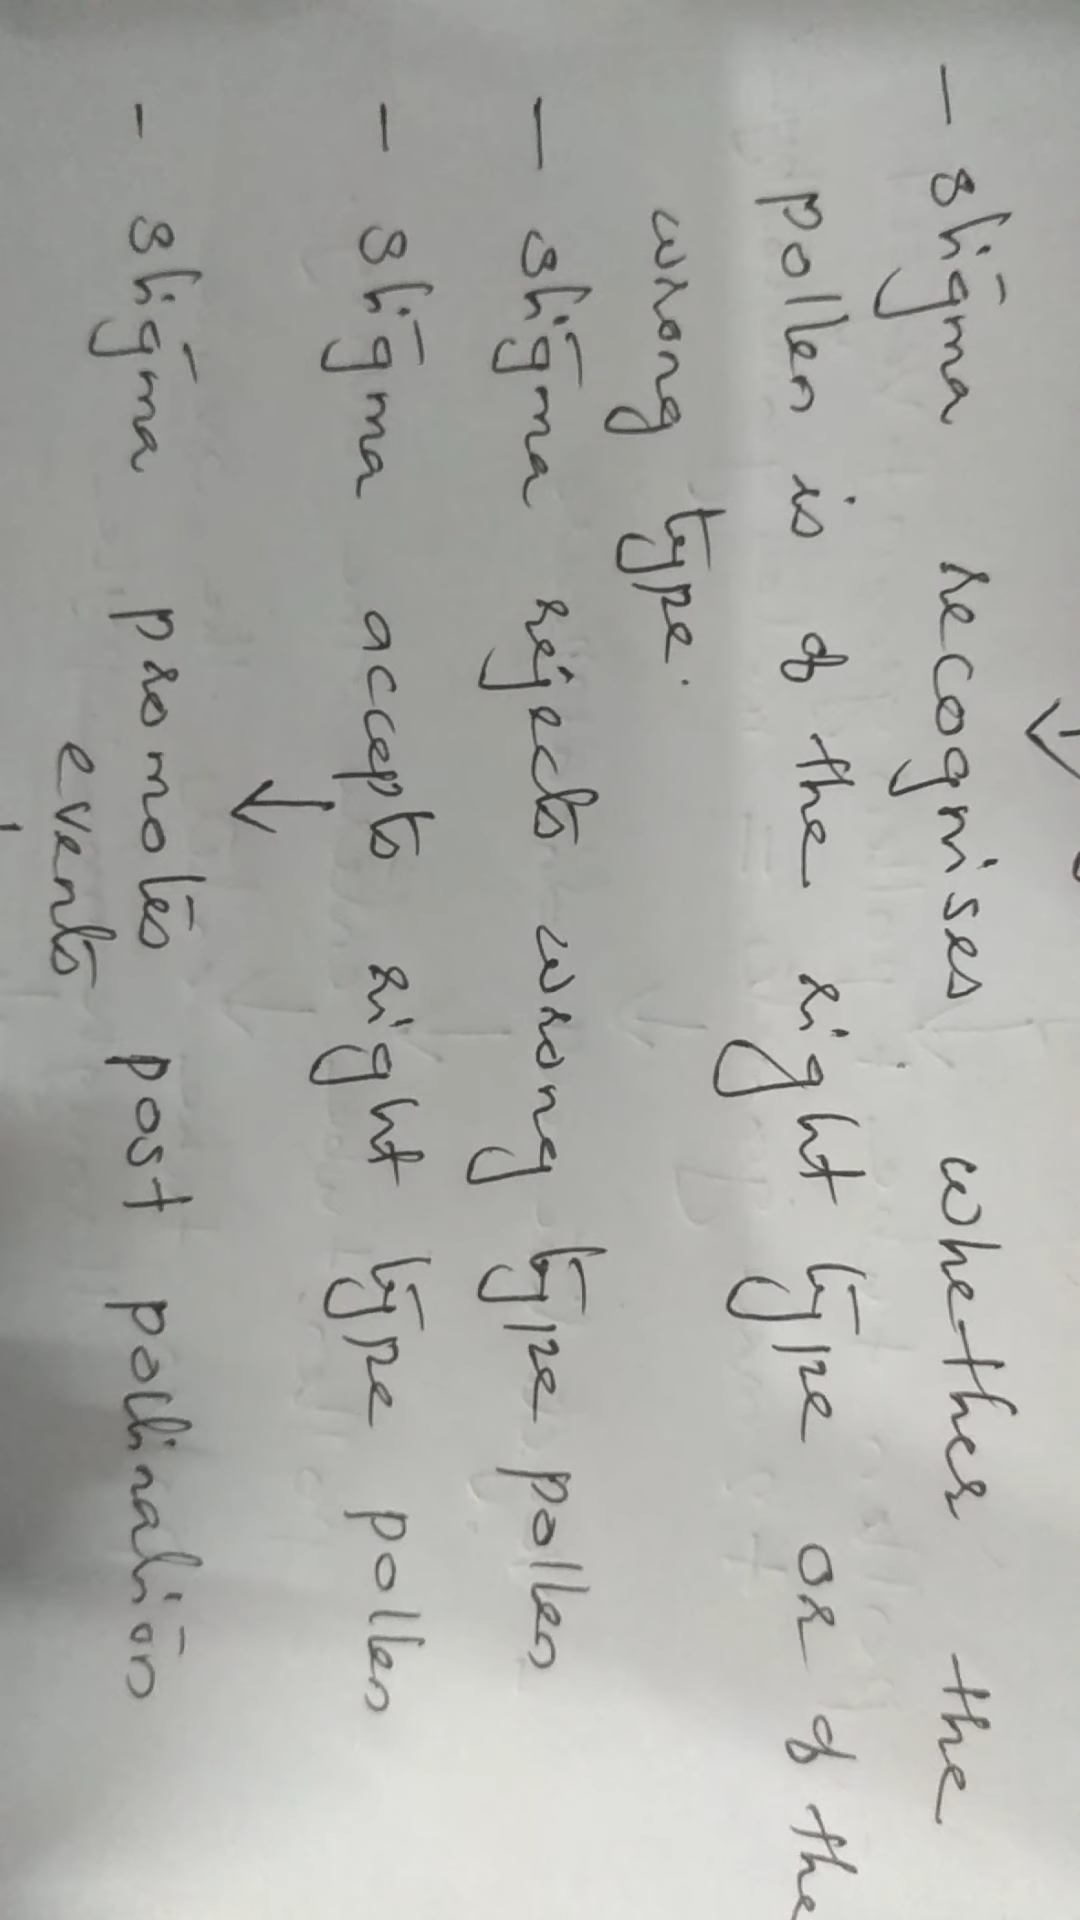 - stigma recognises whether the
pollen is of the right type or of the
wrong type.
- stigma rejects wrong type pollen
- stigma accepts right type pollen
↓
- stigma promotes post pollination
events